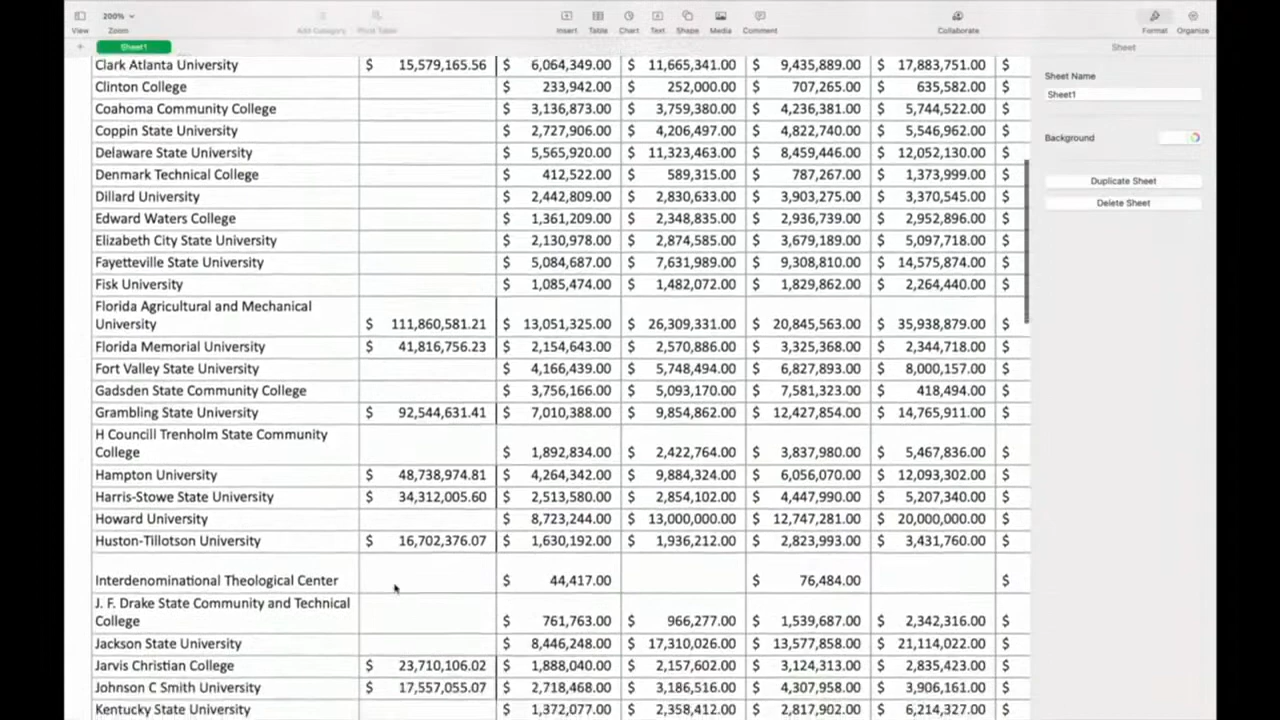 200%
View
Zoom
Add Category
Pivot Table
Insert
Table
Chart
Text
Shape
Media
Comment
Collaborate
Format
Organize
+
Sheet1
Sheet
Sheet Name
Sheet1
Background
Duplicate Sheet
Delete Sheet
Clark Atlanta University $ 15,579,165.56 $ 6,064,349.00 $ 11,665,341.00 $ 9,435,889.00 $ 17,883,751.00 $
Clinton College $ 233,942.00 $ 252,000.00 $ 707,265.00 $ 635,582.00 $
Coahoma Community College $ 3,136,873.00 $ 3,759,380.00 $ 4,236,381.00 $ 5,744,522.00 $
Coppin State University $ 2,727,906.00 $ 4,206,497.00 $ 4,822,740.00 $ 5,546,962.00 $
Delaware State University $ 5,565,920.00 $ 11,323,463.00 $ 8,459,446.00 $ 12,052,130.00 $
Denmark Technical College $ 412,522.00 $ 589,315.00 $ 787,267.00 $ 1,373,999.00 $
Dillard University $ 2,442,809.00 $ 2,830,633.00 $ 3,903,275.00 $ 3,370,545.00 $
Edward Waters College $ 1,361,209.00 $ 2,348,835.00 $ 2,936,739.00 $ 2,952,896.00 $
Elizabeth City State University $ 2,130,978.00 $ 2,874,585.00 $ 3,679,189.00 $ 5,097,718.00 $
Fayetteville State University $ 5,084,687.00 $ 7,631,989.00 $ 9,308,810.00 $ 14,575,874.00 $
Fisk University $ 1,085,474.00 $ 1,482,072.00 $ 1,829,862.00 $ 2,264,440.00 $
Florida Agricultural and Mechanical
University $ 111,860,581.21 $ 13,051,325.00 $ 26,309,331.00 $ 20,845,563.00 $ 35,938,879.00 $
Florida Memorial University $ 41,816,756.23 $ 2,154,643.00 $ 2,570,886.00 $ 3,325,368.00 $ 2,344,718.00 $
Fort Valley State University $ 4,166,439.00 $ 5,748,494.00 $ 6,827,893.00 $ 8,000,157.00 $
Gadsden State Community College $ 3,756,166.00 $ 5,093,170.00 $ 7,581,323.00 $ 418,494.00 $
Grambling State University $ 92,544,631.41 $ 7,010,388.00 $ 9,854,862.00 $ 12,427,854.00 $ 14,765,911.00 $
H Councill Trenholm State Community
College $ 1,892,834.00 $ 2,422,764.00 $ 3,837,980.00 $ 5,467,836.00 $
Hampton University $ 48,738,974.81 $ 4,264,342.00 $ 9,884,324.00 $ 6,056,070.00 $ 12,093,302.00 $
Harris-Stowe State University $ 34,312,005.60 $ 2,513,580.00 $ 2,854,102.00 $ 4,447,990.00 $ 5,207,340.00 $
Howard University $ 8,723,244.00 $ 13,000,000.00 $ 12,747,281.00 $ 20,000,000.00 $
Huston-Tillotson University $ 16,702,376.07 $ 1,630,192.00 $ 1,936,212.00 $ 2,823,993.00 $ 3,431,760.00 $
Interdenominational Theological Center $ 44,417.00 $ 76,484.00 $
J. F. Drake State Community and Technical
College $ 761,763.00 $ 966,277.00 $ 1,539,687.00 $ 2,342,316.00 $
Jackson State University $ 8,446,248.00 $ 17,310,026.00 $ 13,577,858.00 $ 21,114,022.00 $
Jarvis Christian College $ 23,710,106.02 $ 1,888,040.00 $ 2,157,602.00 $ 3,124,313.00 $ 2,835,423.00 $
Johnson C Smith University $ 17,557,055.07 $ 2,718,468.00 $ 3,186,516.00 $ 4,307,958.00 $ 3,906,161.00 $
Kentucky State University $ 1,372,077.00 $ 2,358,412.00 $ 2,817,902.00 $ 6,214,327.00 $